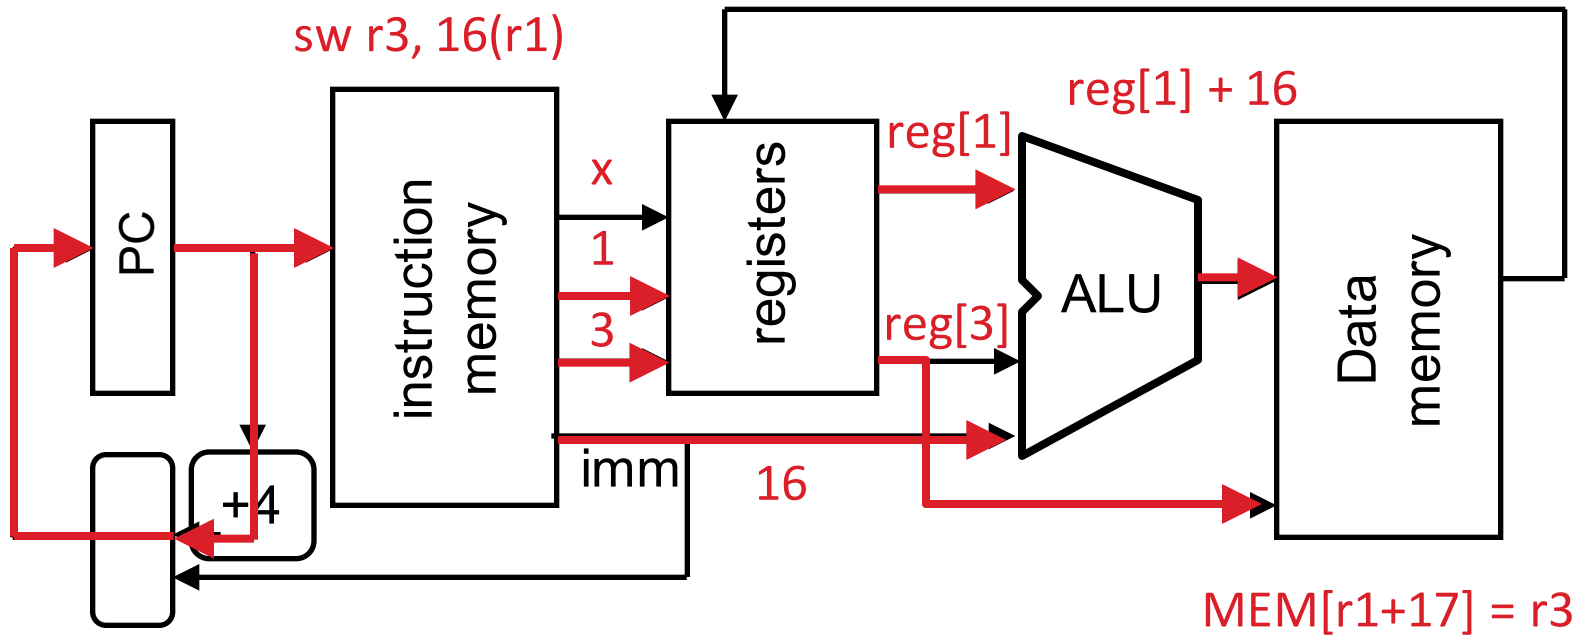 sw r3, 16(r1)
reg[1] + 16
reg[1]
x
1
3
reg[3]
PC
instruction
memory
registers
ALU
Data
memory
imm
16
+4
MEM[r1+17] = r3